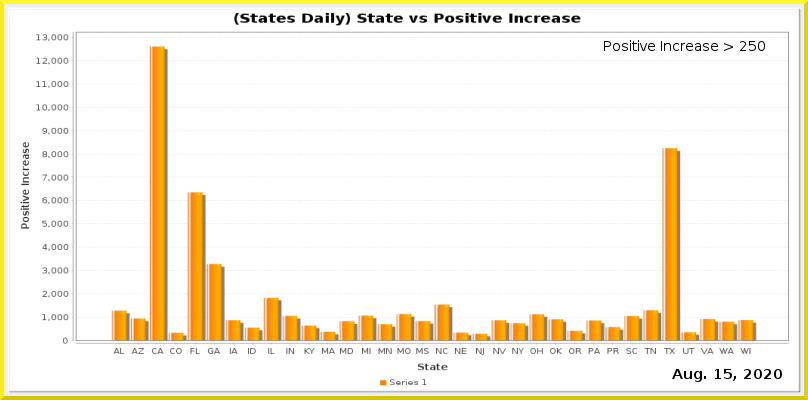 (States Daily) State vs Positive Increase
Positive Increase > 250
Positive Increase
13,000
12,000
11,000
10,000
9,000
8,000
7,000
6,000
5,000
4,000
3,000
2,000
1,000
0
AL AZ CA CO FL GA IA ID IL IN KY MA MD MI MN MO MS NC NE NJ NV NY OH OK OR PA PR SC TN TX UT VA WA WI
State
Series 1
Aug. 15, 2020